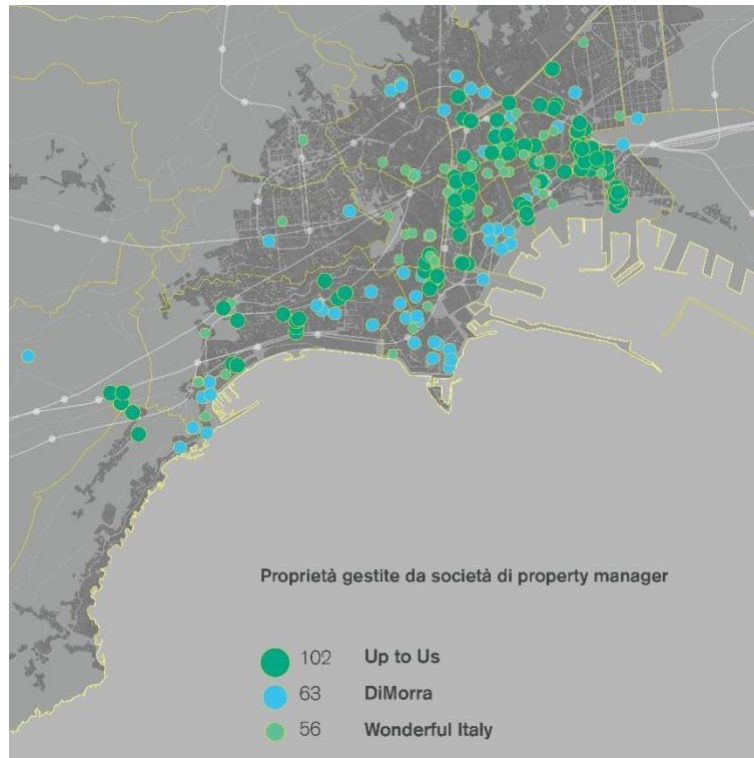 Proprietà gestite da società di property manager
102 Up to Us
63 DiMorra
56 Wonderful Italy